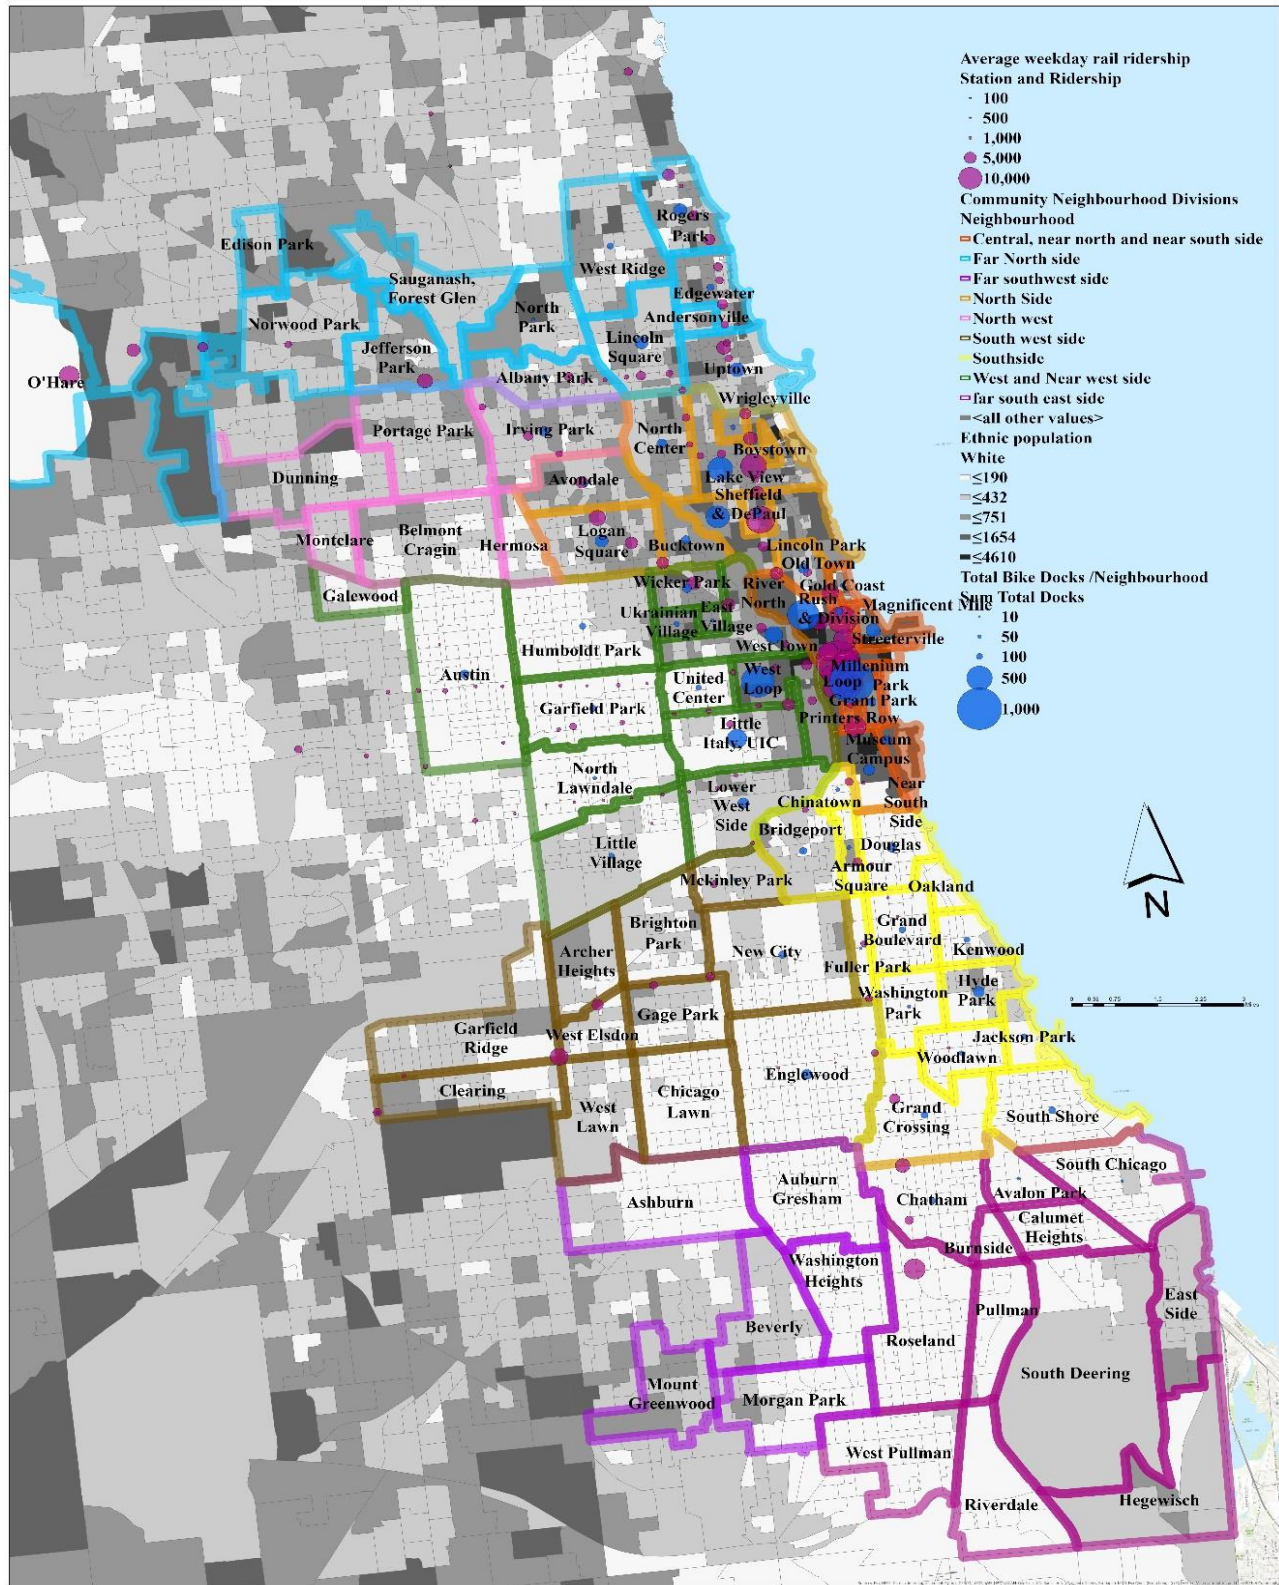 Average weekday rail ridership
Station and Ridership
100
500
1,000
5,000
10,000
Community Neighbourhood Divisions
Neighbourhood
Central, near north and near south side
Far North side
Far southwest side
North Side
North west
South west side
Southside
West and Near west side
far south east side
<all other values>
Ethnic population
White
≤190
≤432
≤751
≤1654
≤4610
Total Bike Docks /Neighbourhood
Sum Total Docks
10
50
100
500
1,000
Rogers
Park
Edison Park
West Ridge
Sauganash,
Forest Glen
Edgewater
North
Park
Andersonville
Norwood Park
Lincoln
Square
Jefferson
Park
Uptown
O'Hare
Albany Park
Wrigleyville
Portage Park
Irving Park
North
Center
Boystown
Dunning
Avondale
Lake View
Sheffield
& DePaul
Montclare
Belmont
Cragin
Hermosa
Logan
Square
Bucktown
Lincoln Park
Old Town
Galewood
Wicker Park
River
North
Gold Coast
Rush
& Division
Magnificent Mile
Ukrainian
Village
East
Village
Streeterville
West Town
Humboldt Park
Austin
United
Center
West
Loop
Millenium
Park
Loop
Grant Park
Garfield Park
Printers Row
Little
Italy, UIC
Museum
Campus
North
Lawndale
Lower
West
Side
Chinatown
Near
South
Side
Bridgeport
Little
Village
Douglas
Mckinley Park
Armour
Square
Oakland
Brighton
Park
Grand
Boulevard
Archer
Heights
New City
Kenwood
Fuller Park
Hyde
Park
Washington
Park
Gage Park
Garfield
Ridge
West Elsdon
Jackson Park
Woodlawn
Clearing
Englewood
West
Lawn
Chicago
Lawn
Grand
Crossing
South Shore
South Chicago
Auburn
Gresham
Ashburn
Chatham
Avalon Park
Calumet
Heights
Burnside
Washington
Heights
Pullman
East
Side
Beverly
Roseland
South Deering
Mount
Greenwood
Morgan Park
West Pullman
Riverdale
Hegewisch
N